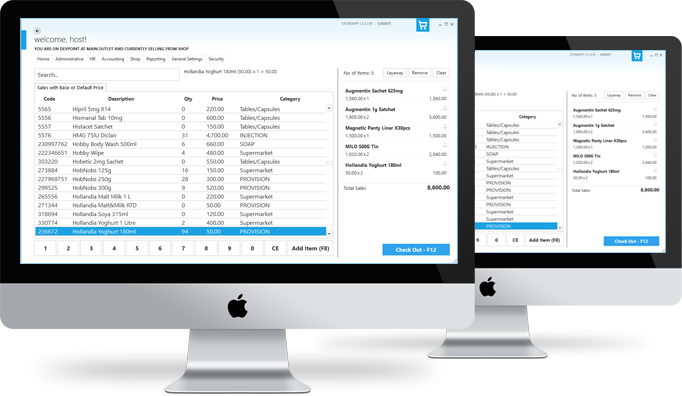 welcome, host!
YOU ARE ON DEVPOINT AT MAIN OUTLET AND CURRENTLY SELLING FROM SHOP
Home Administrative HR Accounting Shop Reporting General Settings Security
Search...
Hollandia Yoghurt 180ml (50.00) x 1 = 50.00
Sales with Base or Default Price
Code Description Qty Price Category
5565 Hipril 5mg X14 0 220.00 Tables/Capsules
5556 Hismanal Tab 10mg 0 600.00 Tables/Capsules
5557 Histacet Satchet 0 150.00 Tables/Capsules
5576 HMG 75IU Diclair 31 4,700.00 INJECTION
230997762 Hobby Body Wash 500ml 6 660.00 SOAP
222346651 Hobby Wipe 4 480.00 Supermarket
303220 Hobetic 2mg Sachet 0 550.00 Tables/Capsules
273884 HobNobs 125g 16 150.00 Supermarket
227969751 HobNobs 250g 28 300.00 PROVISION
299525 HobNobs 300g 9 520.00 PROVISION
265556 Hollandia Malt Milk 1 L 0 220.00 Supermarket
271344 Hollandia Malt&Milk RTD 0 50.00 PROVISION
318694 Hollandia Soya 315ml 0 120.00 Supermarket
330774 Hollandia Yoghurt 1 Litre 2 400.00 Supermarket
236672 Hollandia Yoghurt 180ml 94 50.00 PROVISION
1 2 3 4 5 6 7 8 9 0 CE Add Item (F8)
No of Items: 5 Layaway Remove Clear
Augmentin Sachet 625mg
1,560.00 x 1 1,560.00
Augmentin 1g Satchet
1,800.00 x 2 3,600.00
Magnetic Panty Liner X30pcs
1,500.00 x 1 1,500.00
MILO 500G Tin
1,020.00 x 2 2,040.00
Hollandia Yoghurt 180ml
50.00 x 2 100.00
Total Sales 8,800.00
Check Out - F12
(50.00) x 1 = 50.00
Category
Tables/Capsules
Tables/Capsules
Tables/Capsules
INJECTION
SOAP
Supermarket
Tables/Capsules
Supermarket
PROVISION
PROVISION
Supermarket
PROVISION
Supermarket
Supermarket
PROVISION
9 0 CE Add Item (F8)
No of Items: 5 Layaway Remove Clear
Augmentin Sachet 625mg
1,560.00 x 1 1,560.00
Augmentin 1g Satchet
1,800.00 x 2 3,600.00
Magnetic Panty Liner X30pcs
1,500.00 x 1 1,500.00
MILO 500G Tin
1,020.00 x 2 2,040.00
Hollandia Yoghurt 180ml
50.00 x 2 100.00
Total Sales 8,800.00
Check Out - F12